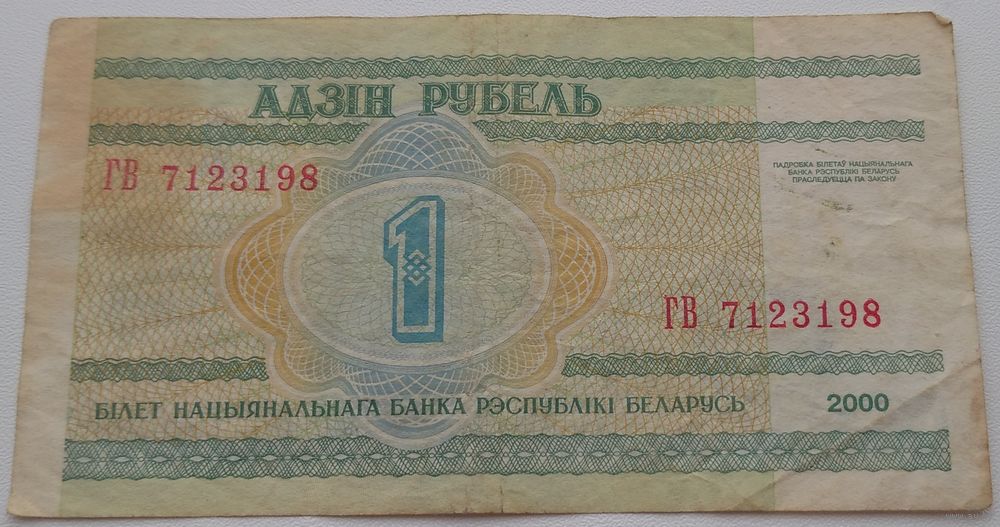 АДЗІН РУБЕЛЬ
ГВ 7123198
ПАДРОБКА БІЛЕТАЎ НАЦЫЯНАЛЬНАГА
БАНКА РЭСПУБЛІКІ БЕЛАРУСЬ
ПРАСЛЕДУЕЦЦА ПА ЗАКОНУ
1
ГВ 7123198
БІЛЕТ НАЦЫЯНАЛЬНАГА БАНКА РЭСПУБЛІКІ БЕЛАРУСЬ 2000